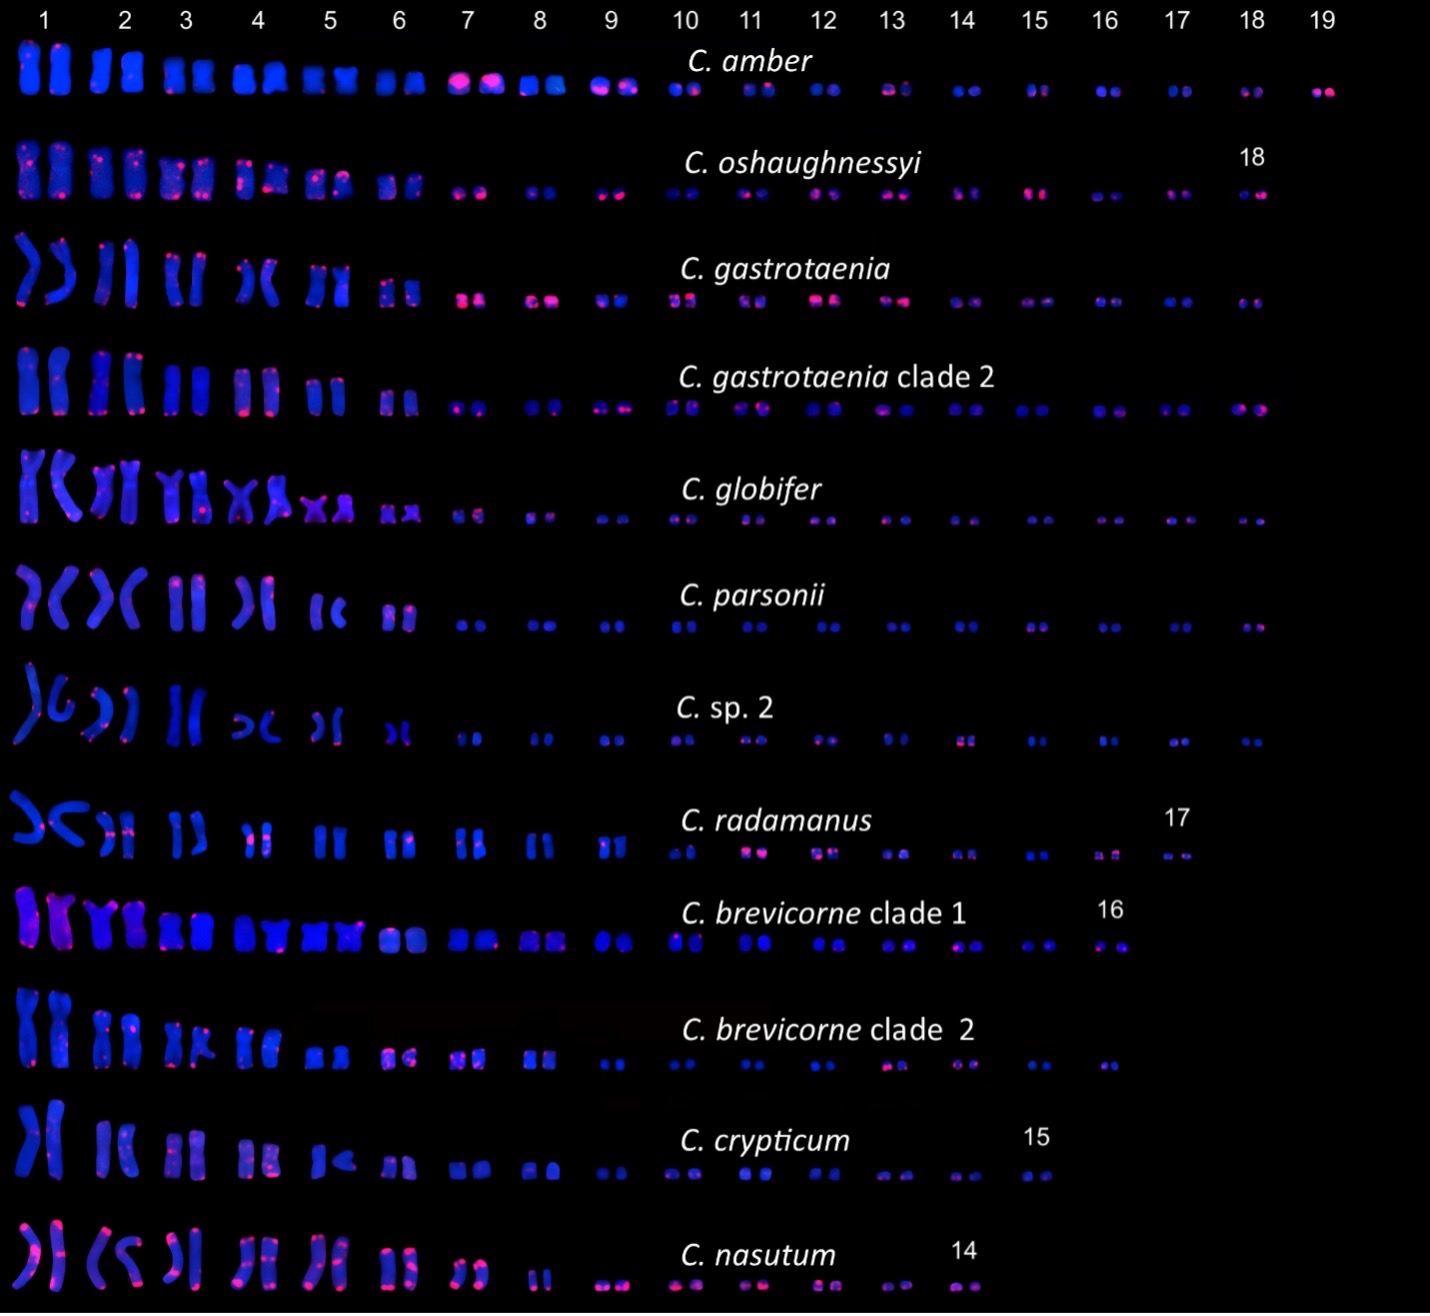 1 2 3 4 5 6 7 8 9 10 11 12 13 14 15 16 17 18 19
C. amber
C. oshaughnessyi 18
C. gastrotaenia
C. gastrotaenia clade 2
C. globifer
C. parsonii
C. sp. 2
C. radamanus 17
C. brevicorne clade 1 16
C. brevicorne clade 2
C. crypticum 15
C. nasutum 14